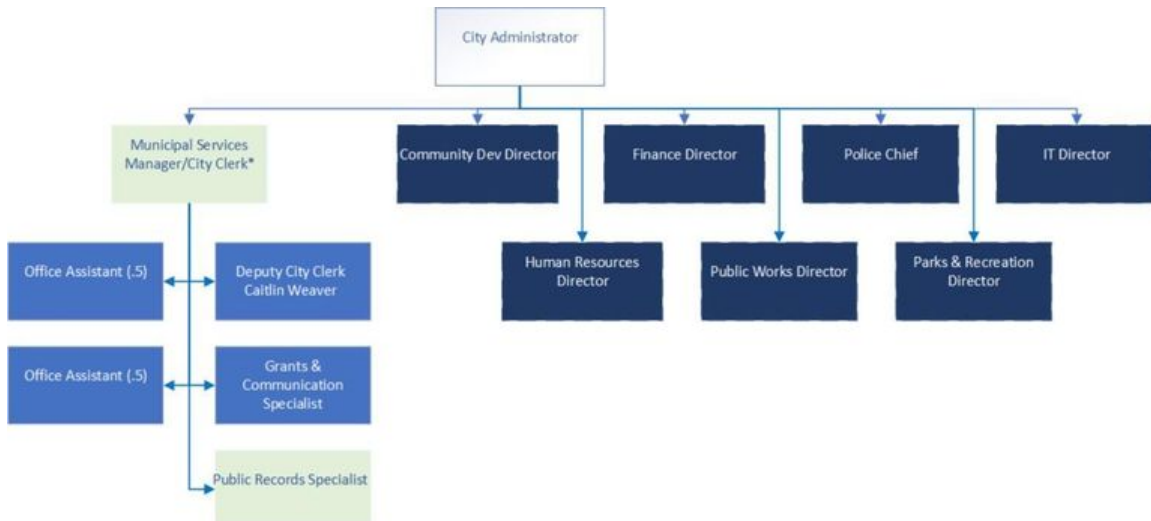 City Administrator
Municipal Services
Manager/City Clerk*
Community Dev Director
Finance Director
Police Chief
IT Director
Human Resources
Director
Public Works Director
Parks & Recreation
Director
Office Assistant (.5)
Deputy City Clerk
Caitlin Weaver
Office Assistant (.5)
Grants &
Communication
Specialist
Public Records Specialist